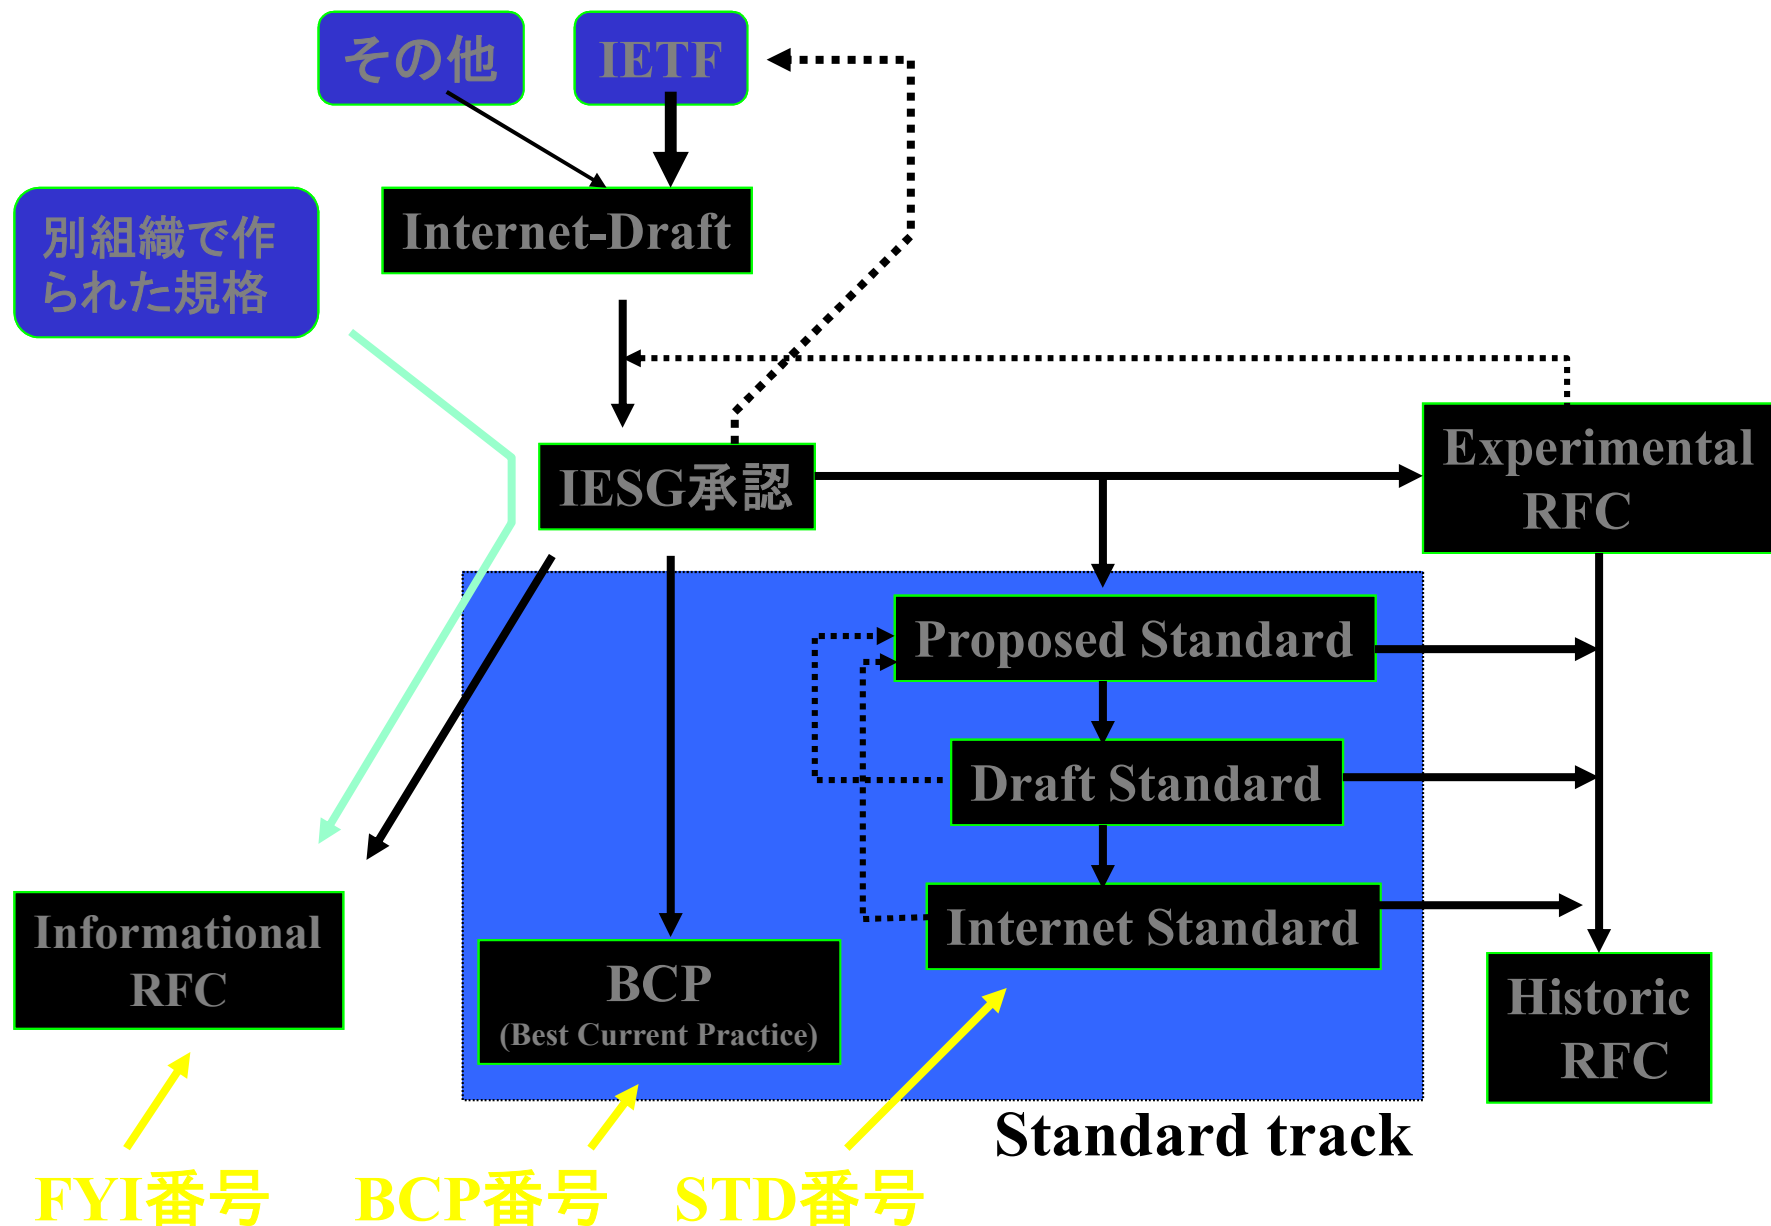 その他
IETF
Internet-Draft
別組織で作
られた規格
IESG承認
Experimental
RFC
Proposed Standard
Draft Standard
Internet Standard
Informational
RFC
BCP
(Best Current Practice)
Historic
RFC
Standard track
FYI番号
BCP番号
STD番号